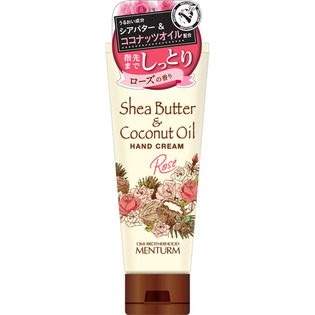 うるおい成分
シアバター &
ココナッツオイル配合
指先まで
しっとり
ローズの香り
Shea Butter
&
Coconut Oil
HAND CREAM
Rose
OMI BROTHERHOOD
MENTURM